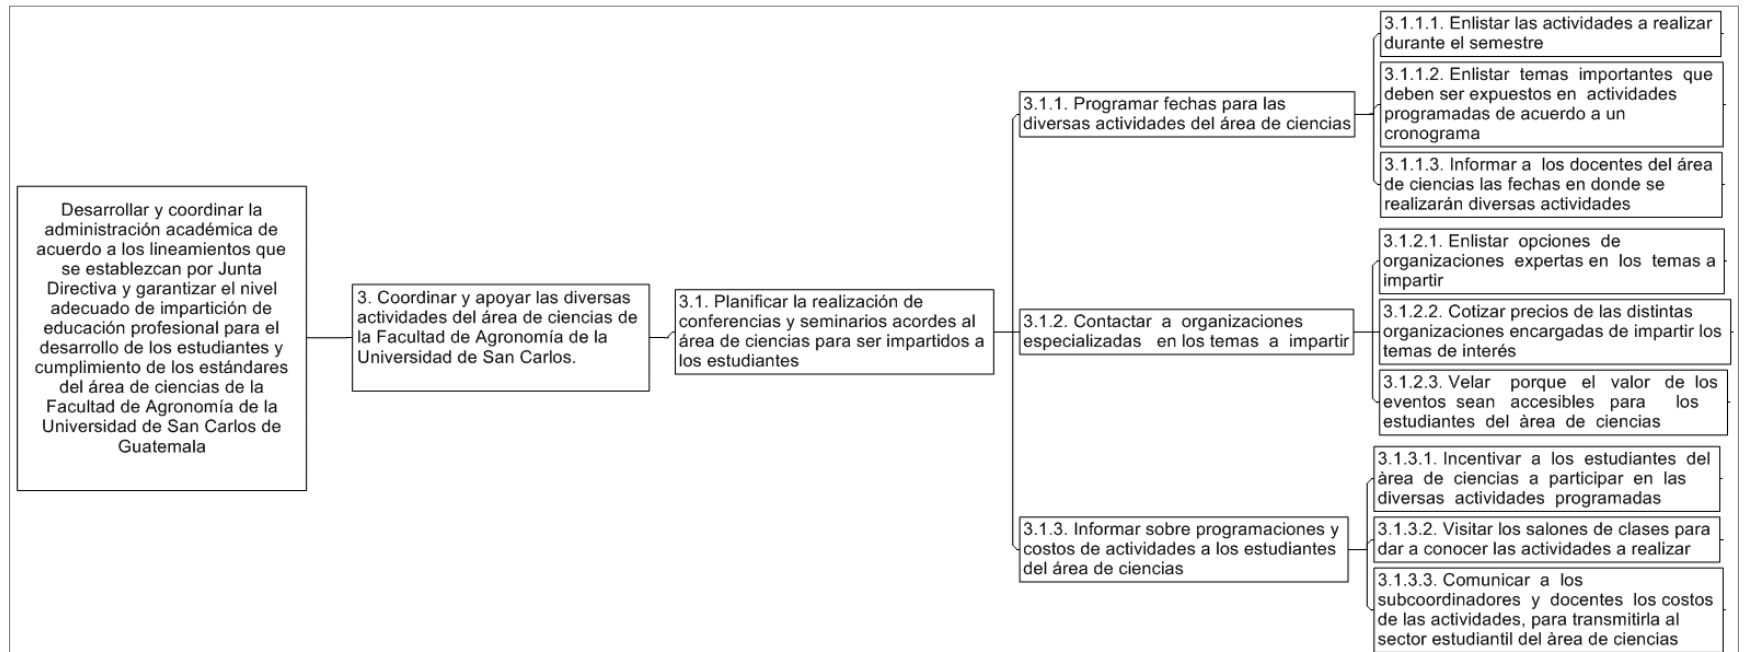 Desarrollar y coordinar la
administración académica de
acuerdo a los lineamientos que
se establezcan por Junta
Directiva y garantizar el nivel
adecuado de impartición de
educación profesional para el
desarrollo de los estudiantes y
cumplimiento de los estándares
del área de ciencias de la
Facultad de Agronomía de la
Universidad de San Carlos de
Guatemala
3. Coordinar y apoyar las diversas
actividades del área de ciencias de
la Facultad de Agronomía de la
Universidad de San Carlos.
3.1. Planificar la realización de
conferencias y seminarios acordes al
área de ciencias para ser impartidos a
los estudiantes
3.1.1. Programar fechas para las
diversas actividades del área de ciencias
3.1.1.1. Enlistar las actividades a realizar
durante el semestre
3.1.1.2. Enlistar temas importantes que
deben ser expuestos en actividades
programadas de acuerdo a un
cronograma
3.1.1.3. Informar a los docentes del área
de ciencias las fechas en donde se
realizarán diversas actividades
3.1.2. Contactar a organizaciones
especializadas en los temas a impartir
3.1.2.1. Enlistar opciones de
organizaciones expertas en los temas a
impartir
3.1.2.2. Cotizar precios de las distintas
organizaciones encargadas de impartir los
temas de interés
3.1.2.3. Velar porque el valor de los
eventos sean accesibles para los
estudiantes del àrea de ciencias
3.1.3. Informar sobre programaciones y
costos de actividades a los estudiantes
del área de ciencias
3.1.3.1. Incentivar a los estudiantes del
àrea de ciencias a participar en las
diversas actividades programadas
3.1.3.2. Visitar los salones de clases para
dar a conocer las actividades a realizar
3.1.3.3. Comunicar a los
subcoordinadores y docentes los costos
de las actividades, para transmitirla al
sector estudiantil del àrea de ciencias